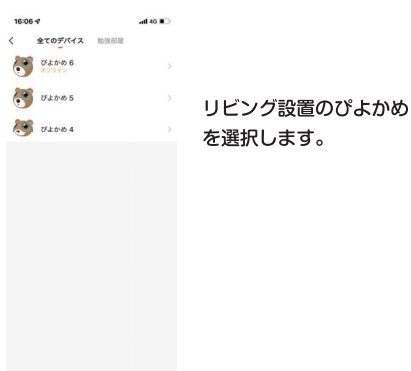 16:06
4G
全てのデバイス 勉強部屋
ぴよかめ 6
オフライン
ぴよかめ 5
ぴよかめ 4
リビング設置のぴよかめ
を選択します。